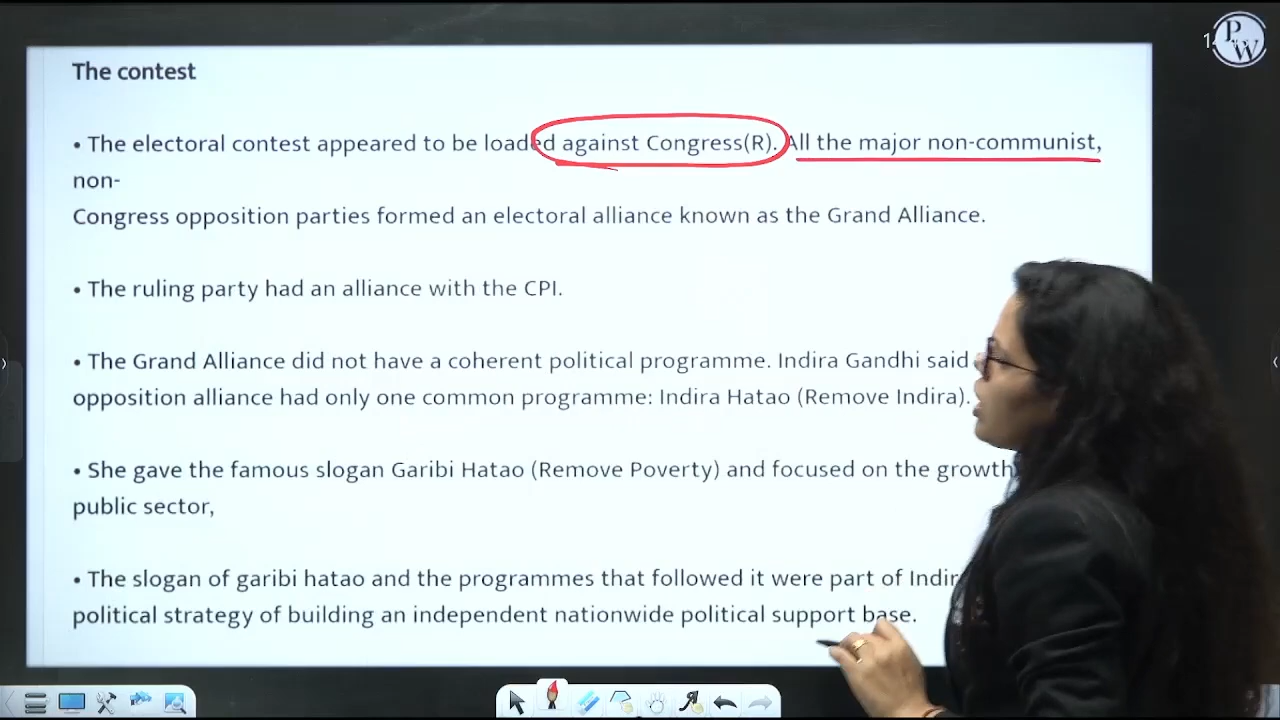 PW
The contest
• The electoral contest appeared to be loaded against Congress(R). All the major non-communist,
non-
Congress opposition parties formed an electoral alliance known as the Grand Alliance.
• The ruling party had an alliance with the CPI.
• The Grand Alliance did not have a coherent political programme. Indira Gandhi said
opposition alliance had only one common programme: Indira Hatao (Remove Indira).
• She gave the famous slogan Garibi Hatao (Remove Poverty) and focused on the growth
public sector,
• The slogan of garibi hatao and the programmes that followed it were part of
political strategy of building an independent nationwide political support base.